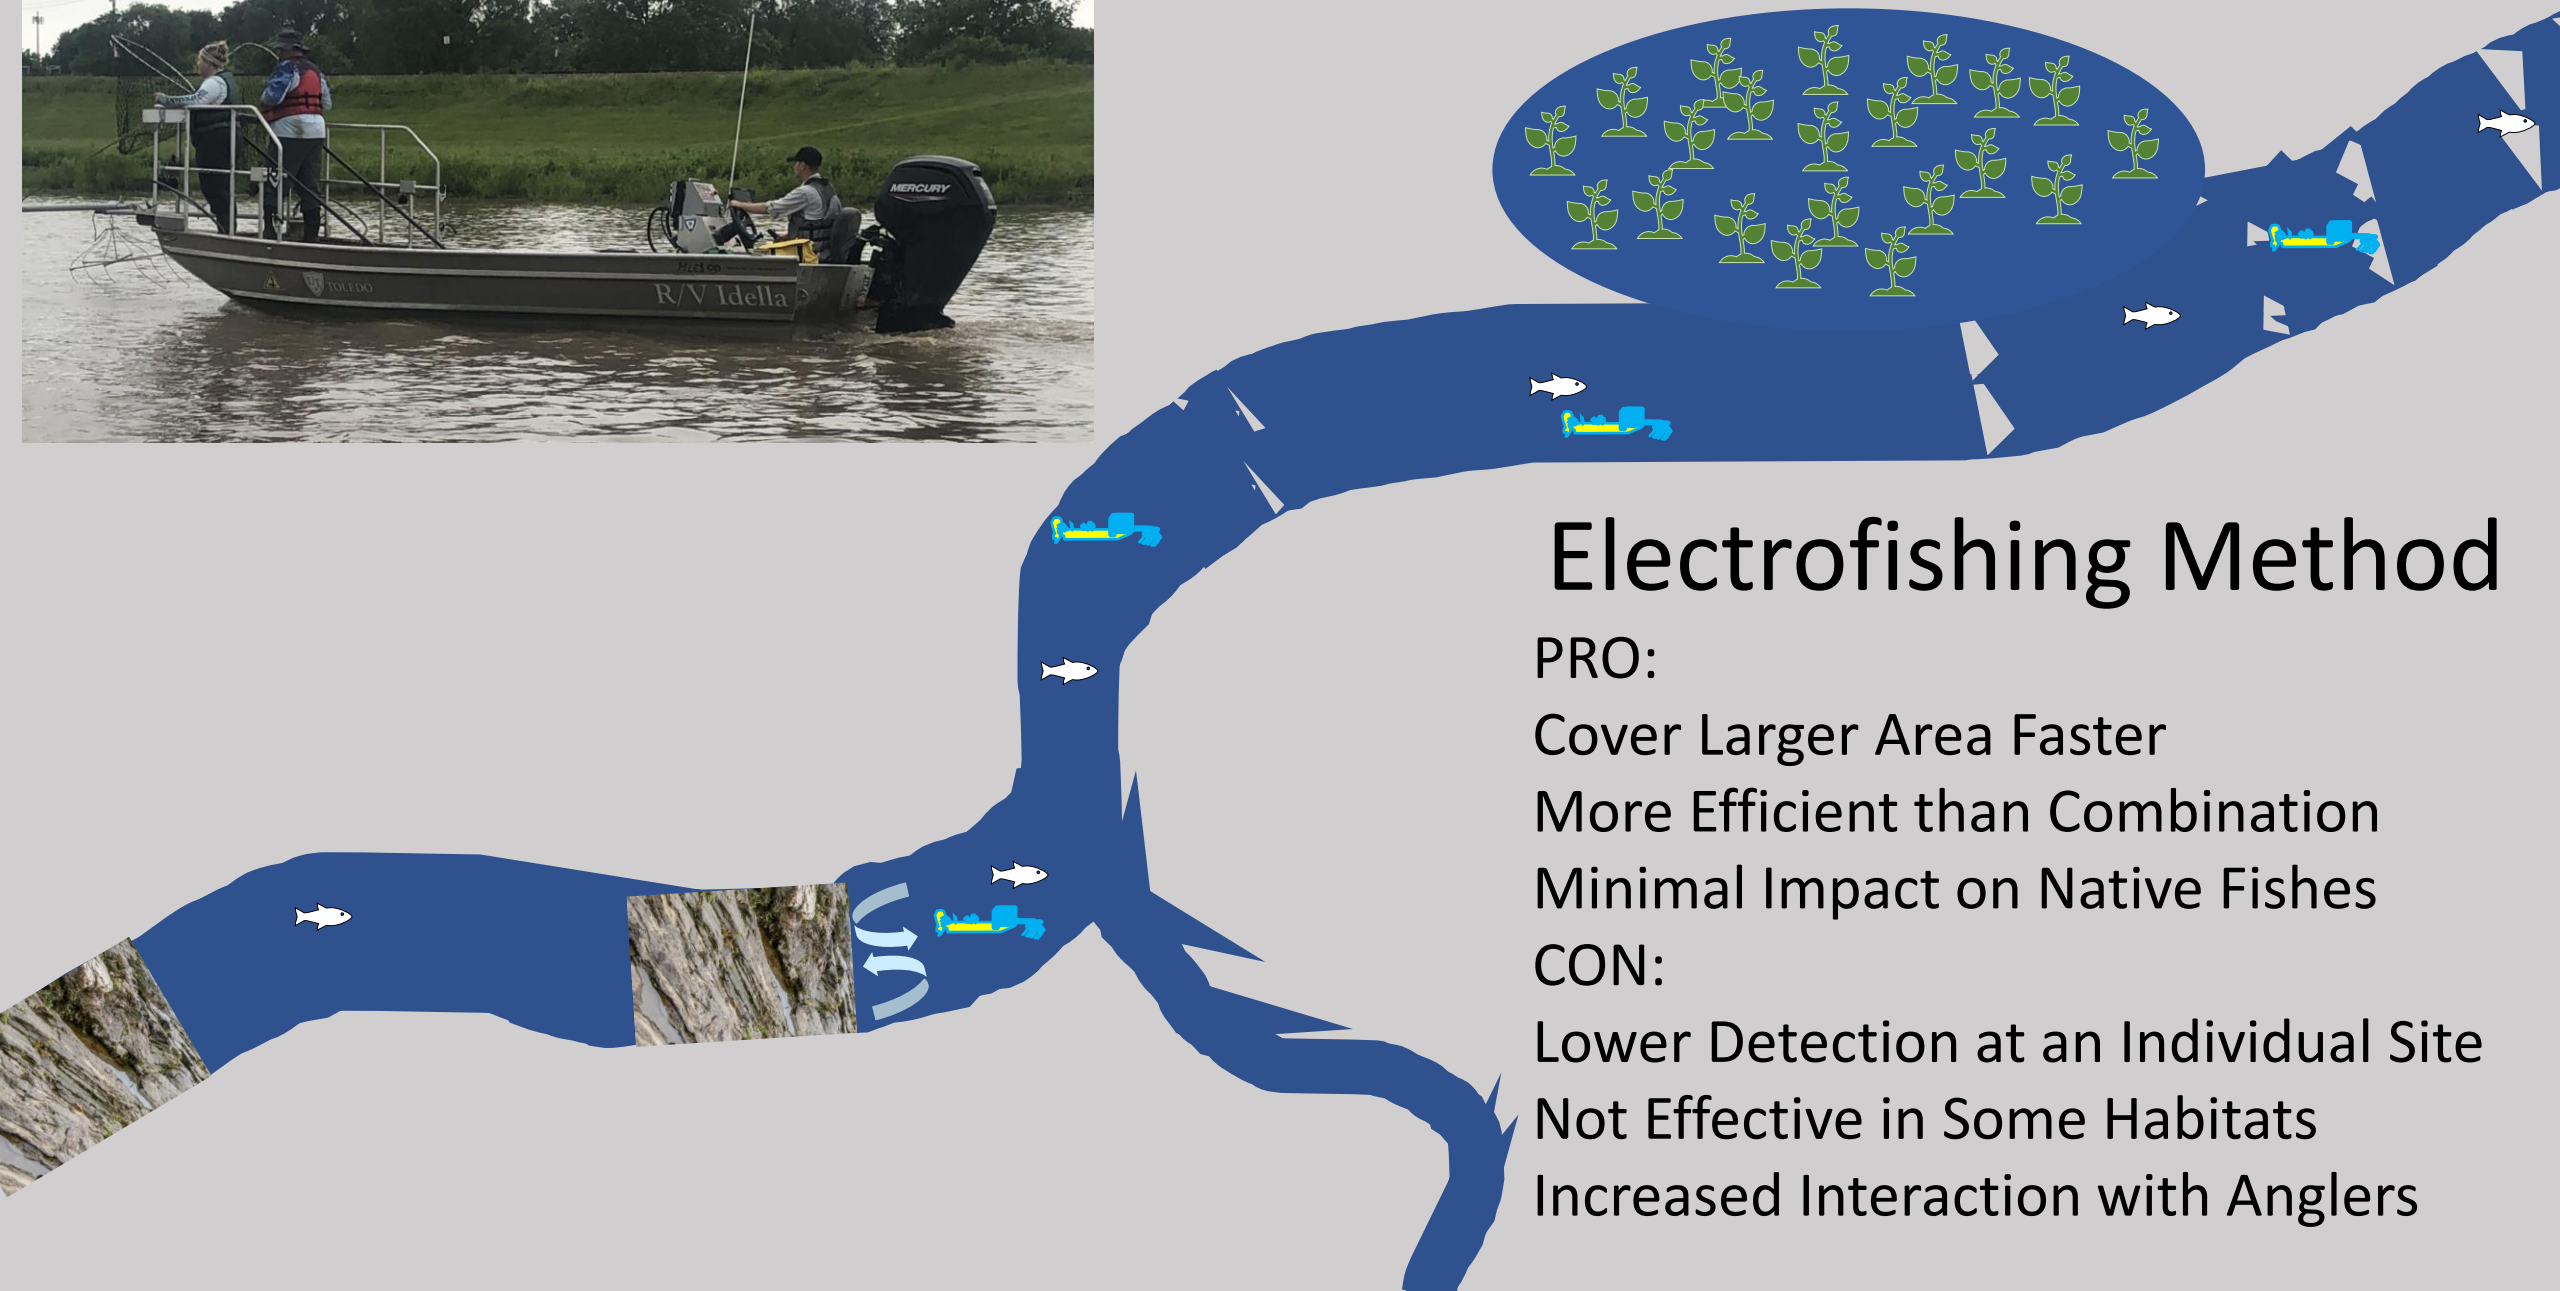 MERCURY
TOLEDO
R/V Idella
Electrofishing Method
PRO:
Cover Larger Area Faster
More Efficient than Combination
Minimal Impact on Native Fishes
CON:
Lower Detection at an Individual Site
Not Effective in Some Habitats
Increased Interaction with Anglers